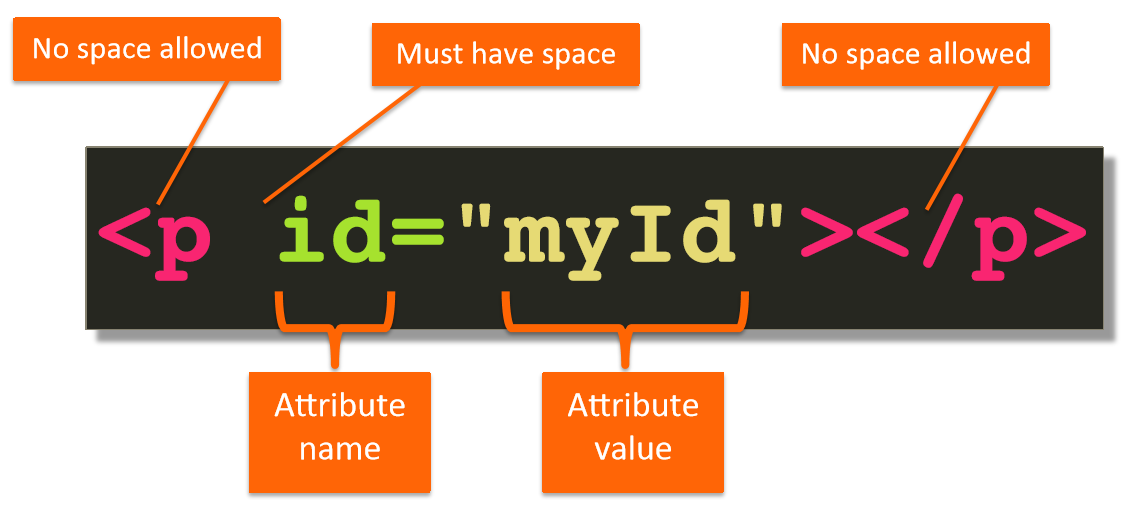 No space allowed
Must have space
No space allowed
<p id="myId"></p>
Attribute
name
Attribute
value